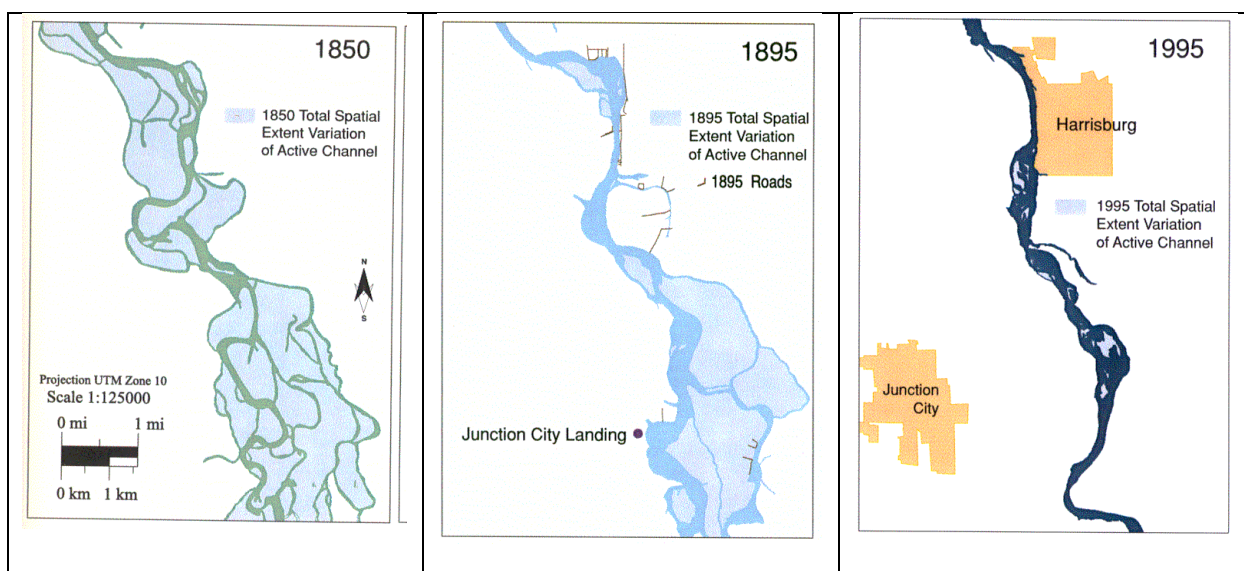 1850
1850 Total Spatial
Extent Variation
of Active Channel
N
S
Projection UTM Zone 10
Scale 1:125000
0 mi 1 mi
0 km 1 km
1895
1895 Total Spatial
Extent Variation
of Active Channel
1895 Roads
Junction City Landing
1995
Harrisburg
1995 Total Spatial
Extent Variation
of Active Channel
Junction
City